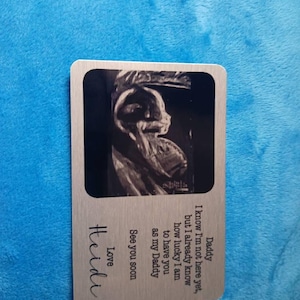 Daddy
I know I'm not here yet,
but I already know
how lucky I am
to have you
as my Daddy
See you soon
Love
Heidi